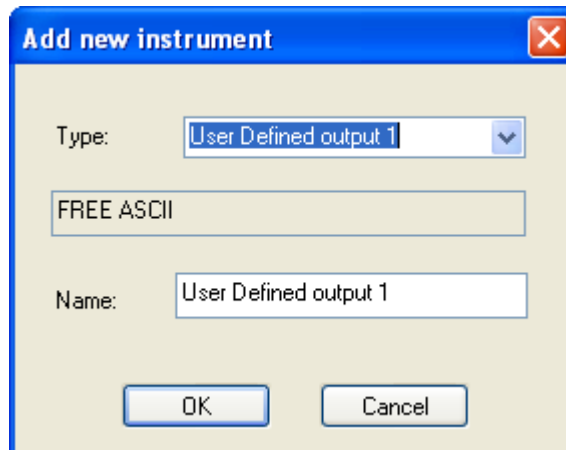 Add new instrument
Type: User Defined output 1
FREE ASCII
Name: User Defined output 1
OK Cancel